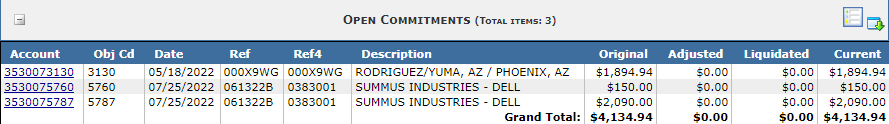 OPEN COMMITMENTS (TOTAL ITEMS: 3)
Account Obj Cd Date Ref Ref4 Description Original Adjusted Liquidated Current
3530073130 3130 05/18/2022 000X9WG 000X9WG RODRIGUEZ/YUMA, AZ / PHOENIX, AZ $1,894.94 $0.00 $0.00 $1,894.94
3530075760 5760 07/25/2022 061322B 0383001 SUMMUS INDUSTRIES - DELL $150.00 $0.00 $0.00 $150.00
3530075787 5787 07/25/2022 061322B 0383001 SUMMUS INDUSTRIES - DELL $2,090.00 $0.00 $0.00 $2,090.00
Grand Total: $4,134.94 $0.00 $0.00 $4,134.94